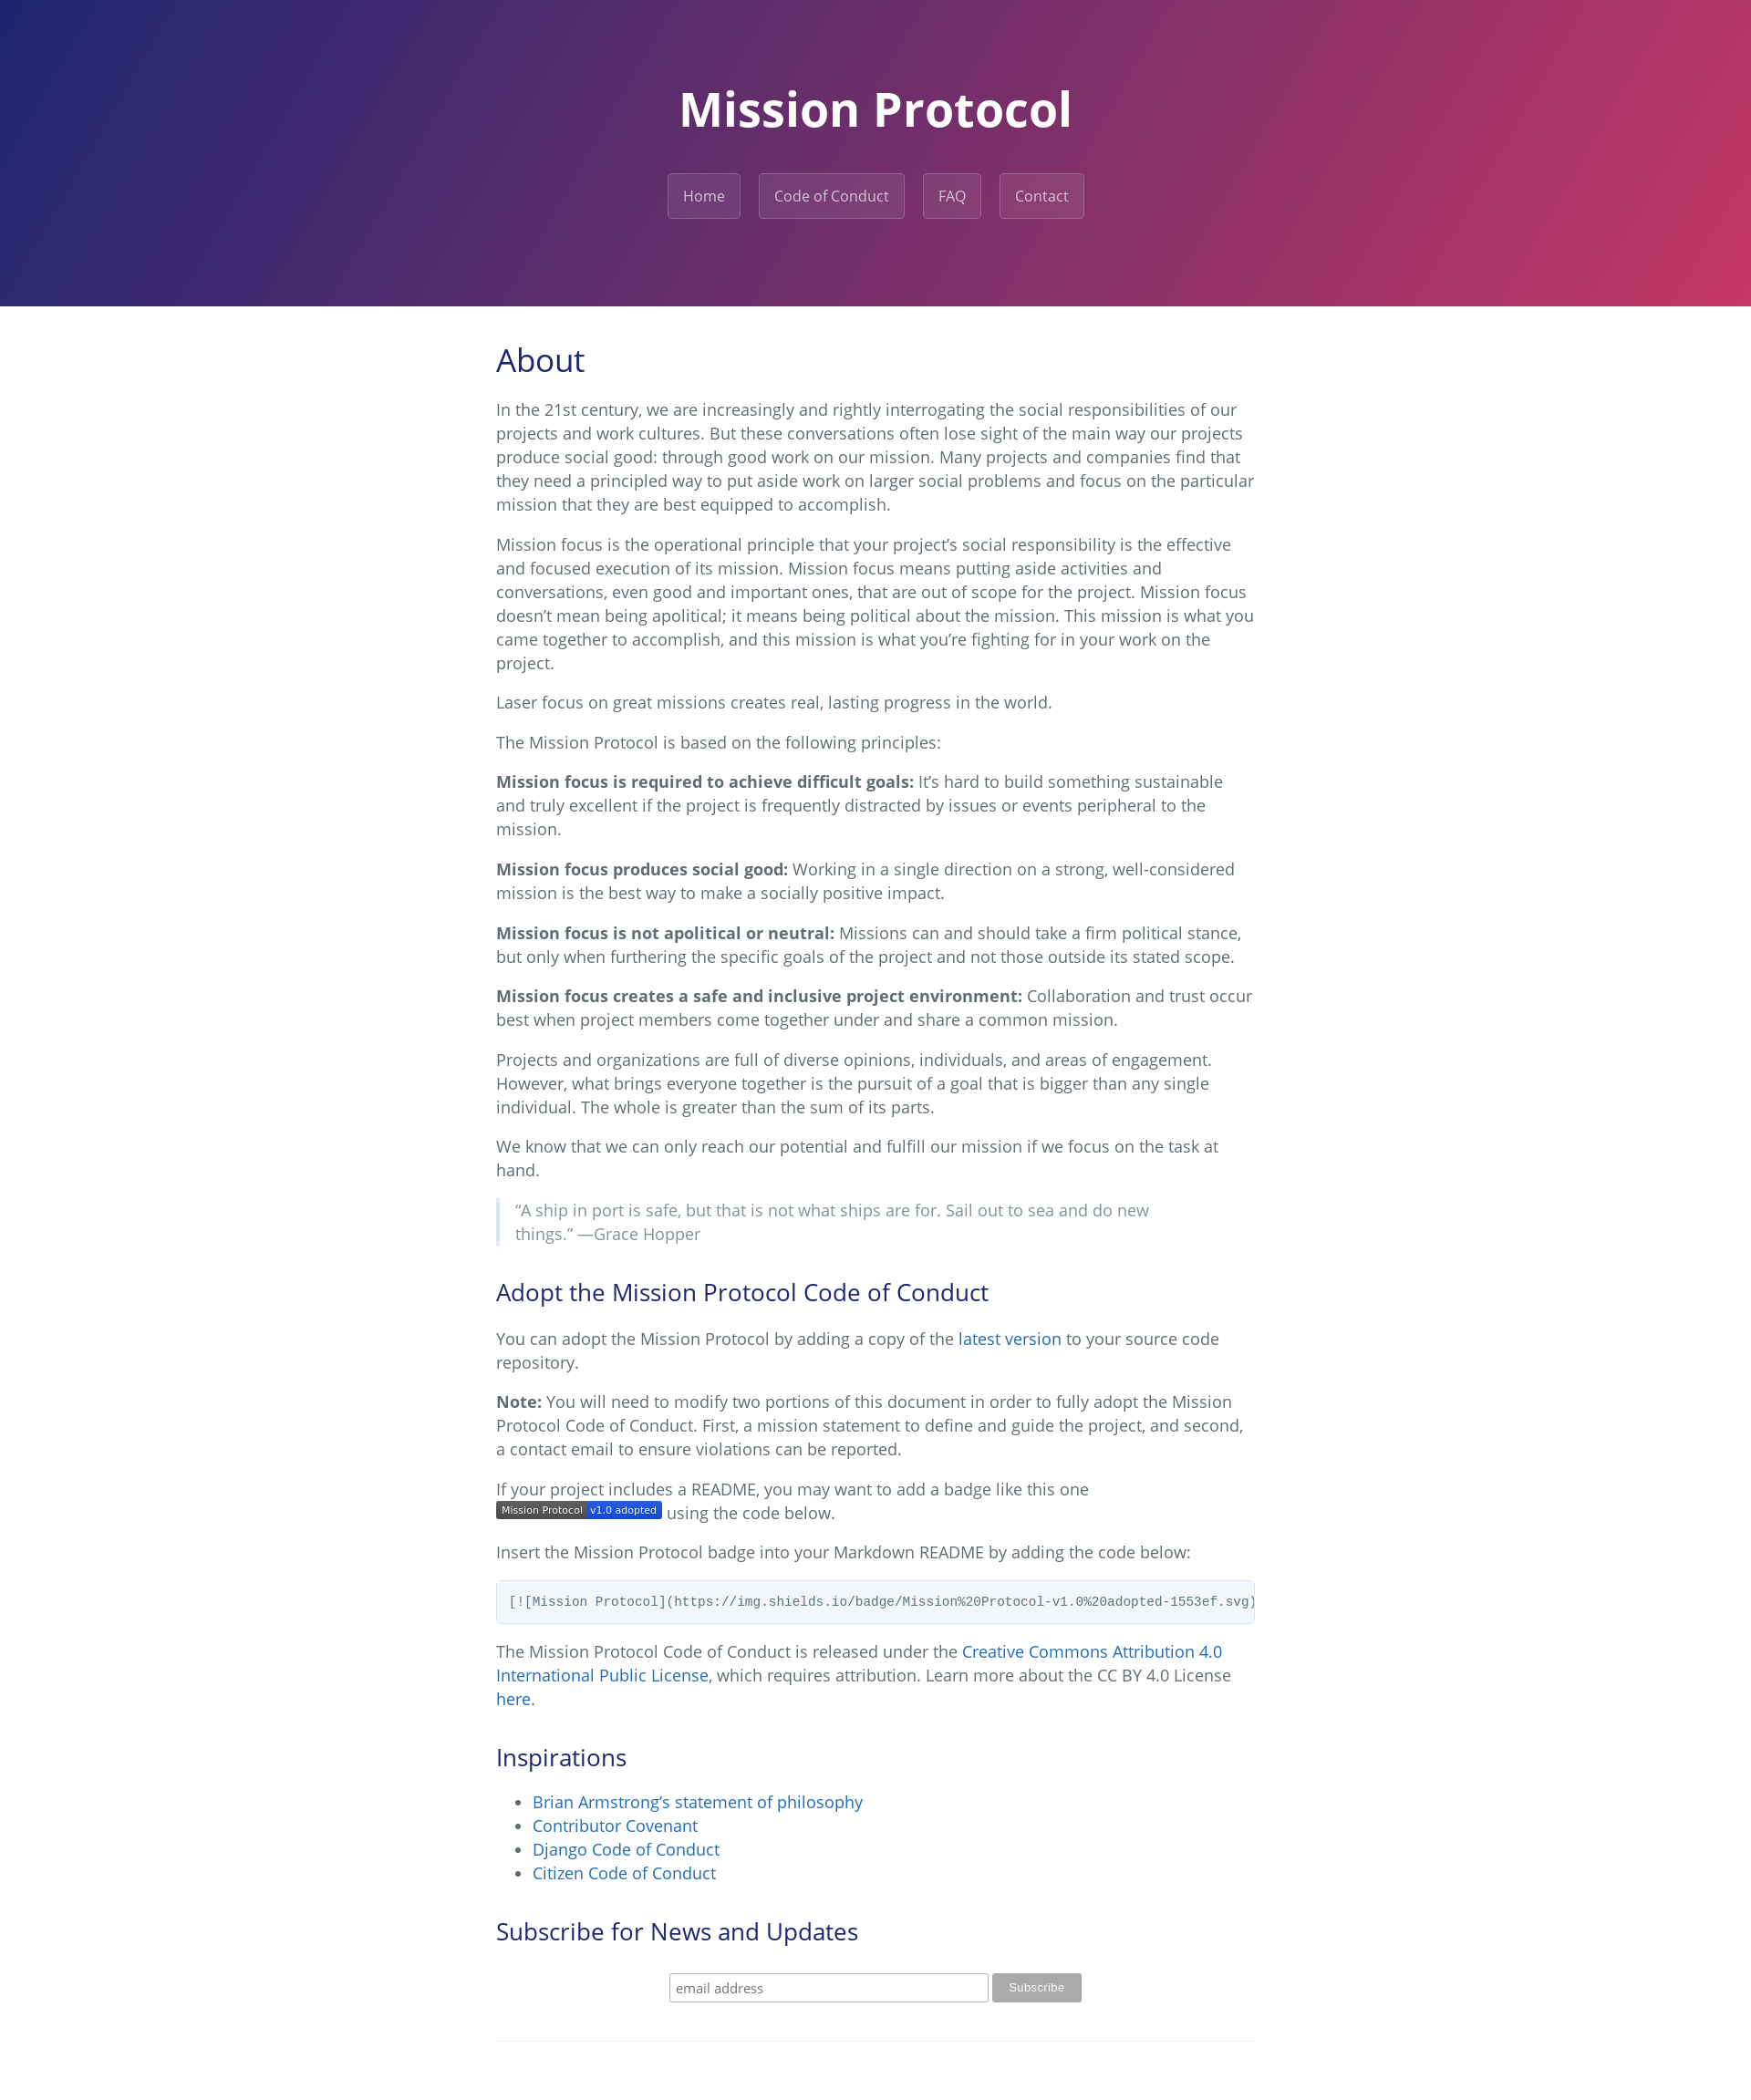 Mission Protocol
Home
Code of Conduct
FAQ
Contact
About
In the 21st century, we are increasingly and rightly interrogating the social responsibilities of our
projects and work cultures. But these conversations often lose sight of the main way our projects
produce social good: through good work on our mission. Many projects and companies find that
they need a principled way to put aside work on larger social problems and focus on the particular
mission that they are best equipped to accomplish.
Mission focus is the operational principle that your project’s social responsibility is the effective
and focused execution of its mission. Mission focus means putting aside activities and
conversations, even good and important ones, that are out of scope for the project. Mission focus
doesn’t mean being apolitical; it means being political about the mission. This mission is what you
came together to accomplish, and this mission is what you’re fighting for in your work on the
project.
Laser focus on great missions creates real, lasting progress in the world.
The Mission Protocol is based on the following principles:
Mission focus is required to achieve difficult goals: It’s hard to build something sustainable
and truly excellent if the project is frequently distracted by issues or events peripheral to the
mission.
Mission focus produces social good: Working in a single direction on a strong, well-considered
mission is the best way to make a socially positive impact.
Mission focus is not apolitical or neutral: Missions can and should take a firm political stance,
but only when furthering the specific goals of the project and not those outside its stated scope.
Mission focus creates a safe and inclusive project environment: Collaboration and trust occur
best when project members come together under and share a common mission.
Projects and organizations are full of diverse opinions, individuals, and areas of engagement.
However, what brings everyone together is the pursuit of a goal that is bigger than any single
individual. The whole is greater than the sum of its parts.
We know that we can only reach our potential and fulfill our mission if we focus on the task at
hand.
“A ship in port is safe, but that is not what ships are for. Sail out to sea and do new
things.” —Grace Hopper
Adopt the Mission Protocol Code of Conduct
You can adopt the Mission Protocol by adding a copy of the latest version to your source code
repository.
Note: You will need to modify two portions of this document in order to fully adopt the Mission
Protocol Code of Conduct. First, a mission statement to define and guide the project, and second,
a contact email to ensure violations can be reported.
If your project includes a README, you may want to add a badge like this one
Mission Protocol v1.0 adopted using the code below.
Insert the Mission Protocol badge into your Markdown README by adding the code below:
[![Mission Protocol](https://img.shields.io/badge/Mission%20Protocol-v1.0%20adopted-1553ef.svg)
The Mission Protocol Code of Conduct is released under the Creative Commons Attribution 4.0
International Public License, which requires attribution. Learn more about the CC BY 4.0 License
here.
Inspirations
• Brian Armstrong’s statement of philosophy
• Contributor Covenant
• Django Code of Conduct
• Citizen Code of Conduct
Subscribe for News and Updates
email address
Subscribe